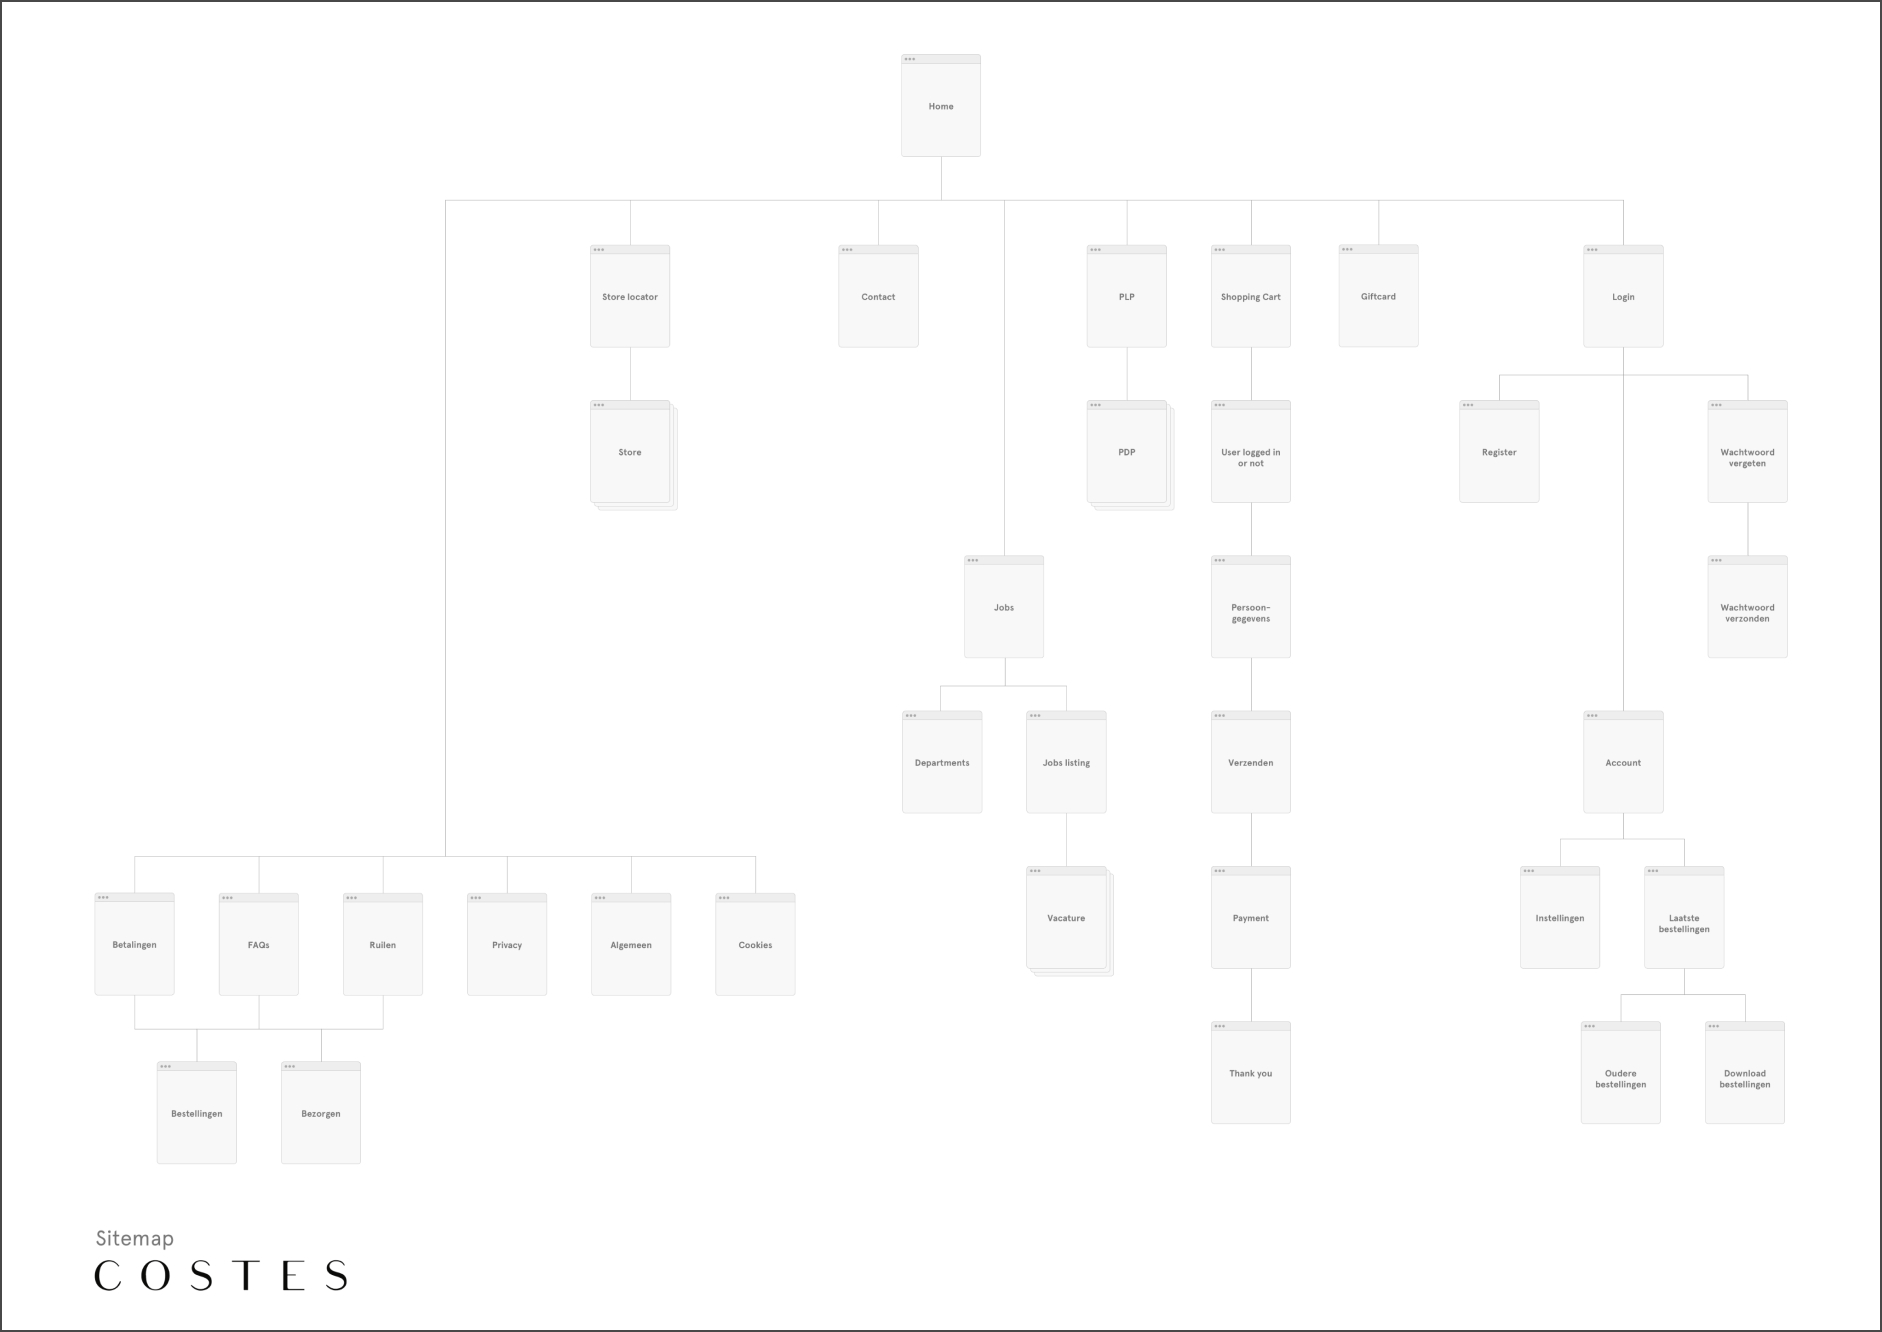 Home
Store locator
Contact
PLP
Shopping Cart
Giftcard
Login
Store
PDP
User logged in
or not
Register
Wachtwoord
vergeten
Jobs
Persoon-
gegevens
Wachtwoord
verzonden
Departments
Jobs listing
Verzenden
Account
Vacature
Payment
Instellingen
Laatste
bestellingen
Betalingen
FAQs
Ruilen
Privacy
Algemeen
Cookies
Thank you
Oudere
bestellingen
Download
bestellingen
Bestellingen
Bezorgen
Sitemap
COSTES